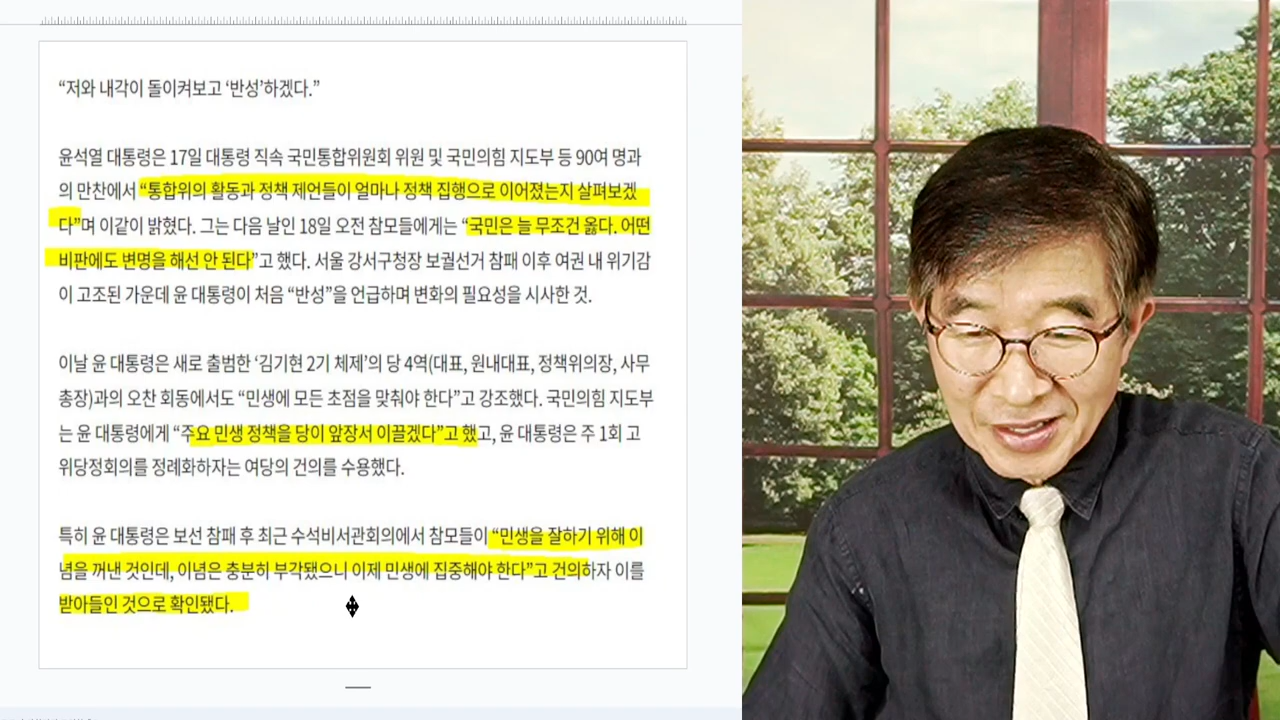 “저와 내각이 돌이켜보고 ‘반성’하겠다.”
윤석열 대통령은 17일 대통령 직속 국민통합위원회 위원 및 국민의힘 지도부 등 90여 명과
의 만찬에서 “통합위의 활동과 정책 제언들이 얼마나 정책 집행으로 이어졌는지 살펴보겠
다”며 이같이 밝혔다. 그는 다음 날인 18일 오전 참모들에게는 “국민은 늘 무조건 옳다. 어떤
비판에도 변명을 해선 안 된다”고 했다. 서울 강서구청장 보궐선거 참패 이후 여권 내 위기감
이 고조된 가운데 윤 대통령이 처음 “반성”을 언급하며 변화의 필요성을 시사한 것.
이날 윤 대통령은 새로 출범한 ‘김기현 2기 체제’의 당 4역(대표, 원내대표, 정책위의장, 사무
총장)과의 오찬 회동에서도 “민생에 모든 초점을 맞춰야 한다”고 강조했다. 국민의힘 지도부
는 윤 대통령에게 “주요 민생 정책을 당이 앞장서 이끌겠다”고 했고, 윤 대통령은 주 1회 고
위당정회의를 정례화하자는 여당의 건의를 수용했다.
특히 윤 대통령은 보선 참패 후 최근 수석비서관회의에서 참모들이 “민생을 잘하기 위해 이
념을 꺼낸 것인데, 이념은 충분히 부각됐으니 이제 민생에 집중해야 한다”고 건의하자 이를
받아들인 것으로 확인됐다.